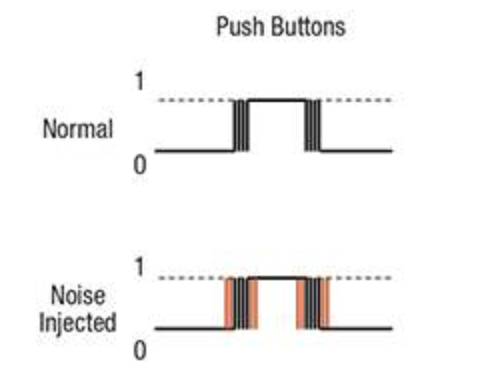 Push Buttons
1
Normal
0
1
Noise
Injected
0